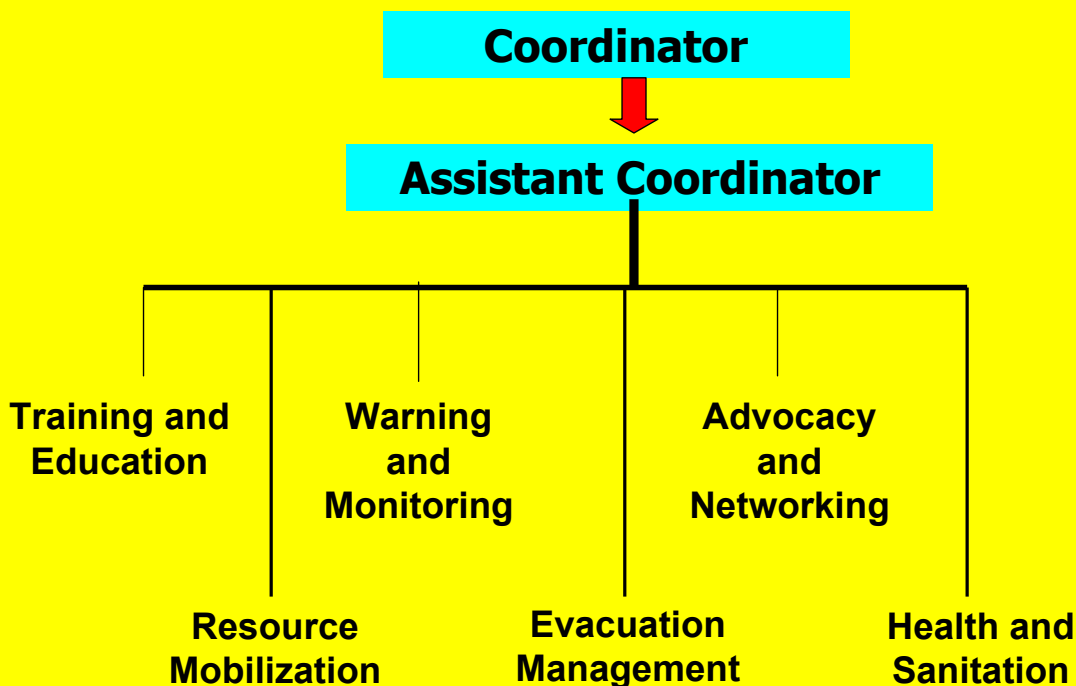 Coordinator
Assistant Coordinator
Training and
Education
Warning
and
Monitoring
Advocacy
and
Networking
Resource
Mobilization
Evacuation
Management
Health and
Sanitation